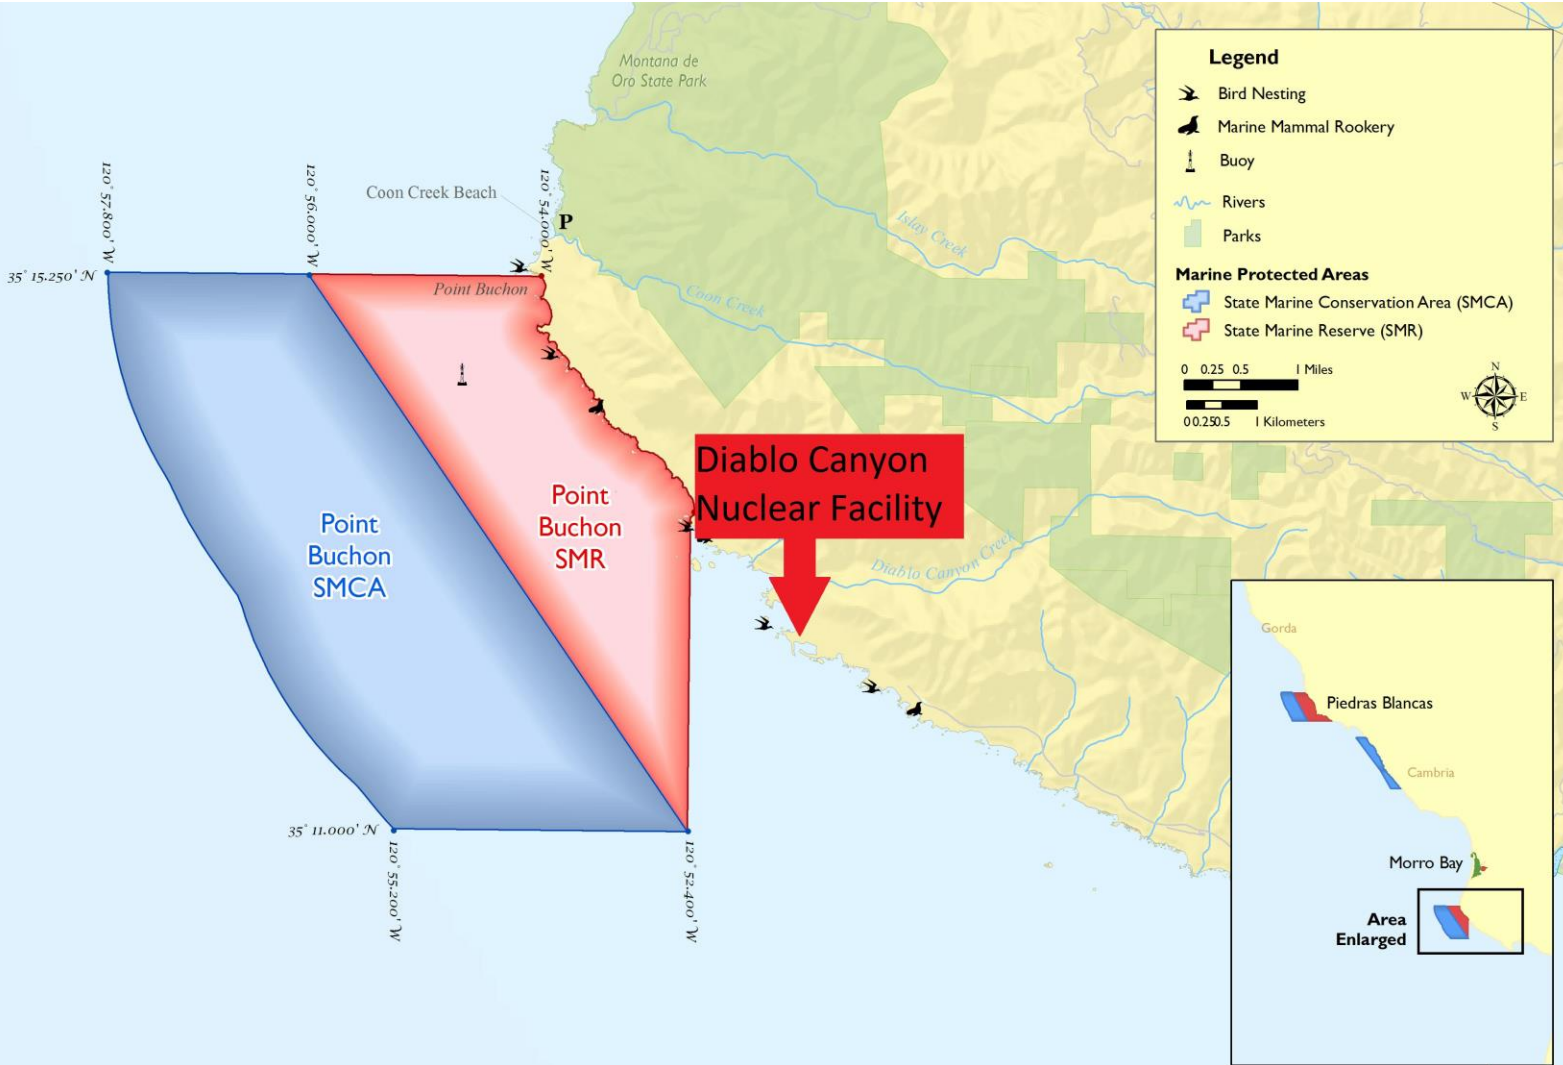 Montana de
Oro State Park
Coon Creek Beach
P
120° 57.800' W
120° 56.000' W
120° 54.000' W
35° 15.250' N
Point Buchon
Islay Creek
Coon Creek
Diablo Canyon
Nuclear Facility
Diablo Canyon Creek
Point
Buchon
SMCA
Point
Buchon
SMR
35° 11.000' N
120° 55.200' W
120° 52.400' W
Legend
Bird Nesting
Marine Mammal Rookery
Buoy
Rivers
Parks
Marine Protected Areas
State Marine Conservation Area (SMCA)
State Marine Reserve (SMR)
0 0.25 0.5 1 Miles
0 0.25 0.5 1 Kilometers
N
W E
S
Gorda
Piedras Blancas
Cambria
Morro Bay
Area
Enlarged